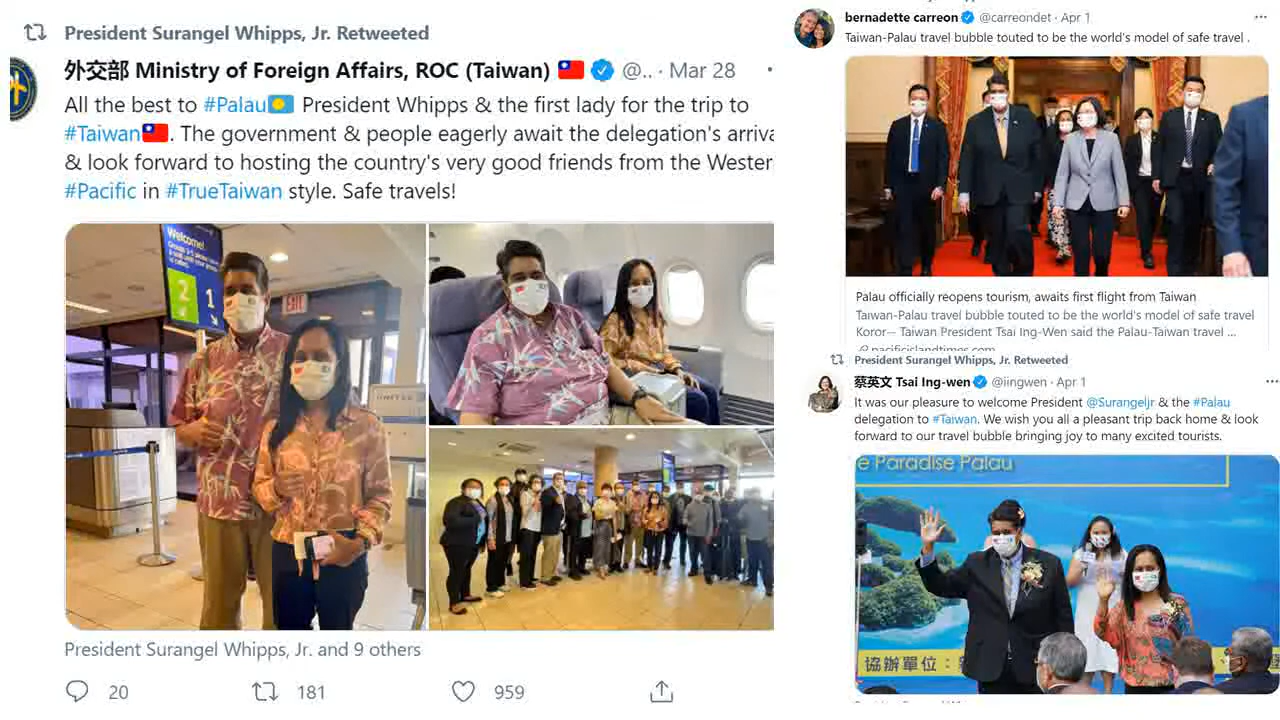 President Surangel Whipps, Jr. Retweeted
外交部 Ministry of Foreign Affairs, ROC (Taiwan) 🇹🇼 @.. · Mar 28
All the best to #Palau🇵🇼 President Whipps & the first lady for the trip to
#Taiwan🇹🇼. The government & people eagerly await the delegation's arriva
& look forward to hosting the country's very good friends from the Wester
#Pacific in #TrueTaiwan style. Safe travels!
Welcome!
2
1
EXIT
UNITED
President Surangel Whipps, Jr. and 9 others
20
181
959
bernadette carreon @carreondet · Apr 1
Taiwan-Palau travel bubble touted to be the world's model of safe travel .
Palau officially reopens tourism, awaits first flight from Taiwan
Taiwan-Palau travel bubble touted to be the world's model of safe travel
Koror-- Taiwan President Tsai Ing-Wen said the Palau-Taiwan travel ...
pacificislandtimes.com
President Surangel Whipps, Jr. Retweeted
蔡英文 Tsai Ing-wen @iingwen · Apr 1
It was our pleasure to welcome President @Surangeljr & the #Palau
delegation to #Taiwan. We wish you all a pleasant trip back home & look
forward to our travel bubble bringing joy to many excited tourists.
e Paradise Palau
協辦單位：